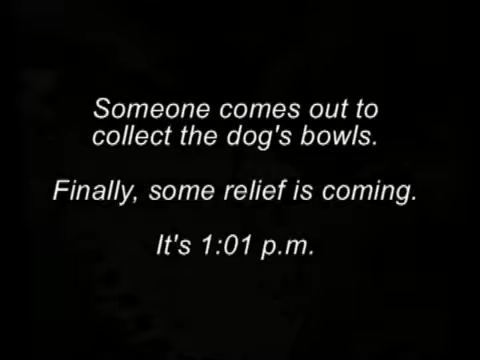 Someone comes out to
collect the dog's bowls.
Finally, some relief is coming.
It's 1:01 p.m.